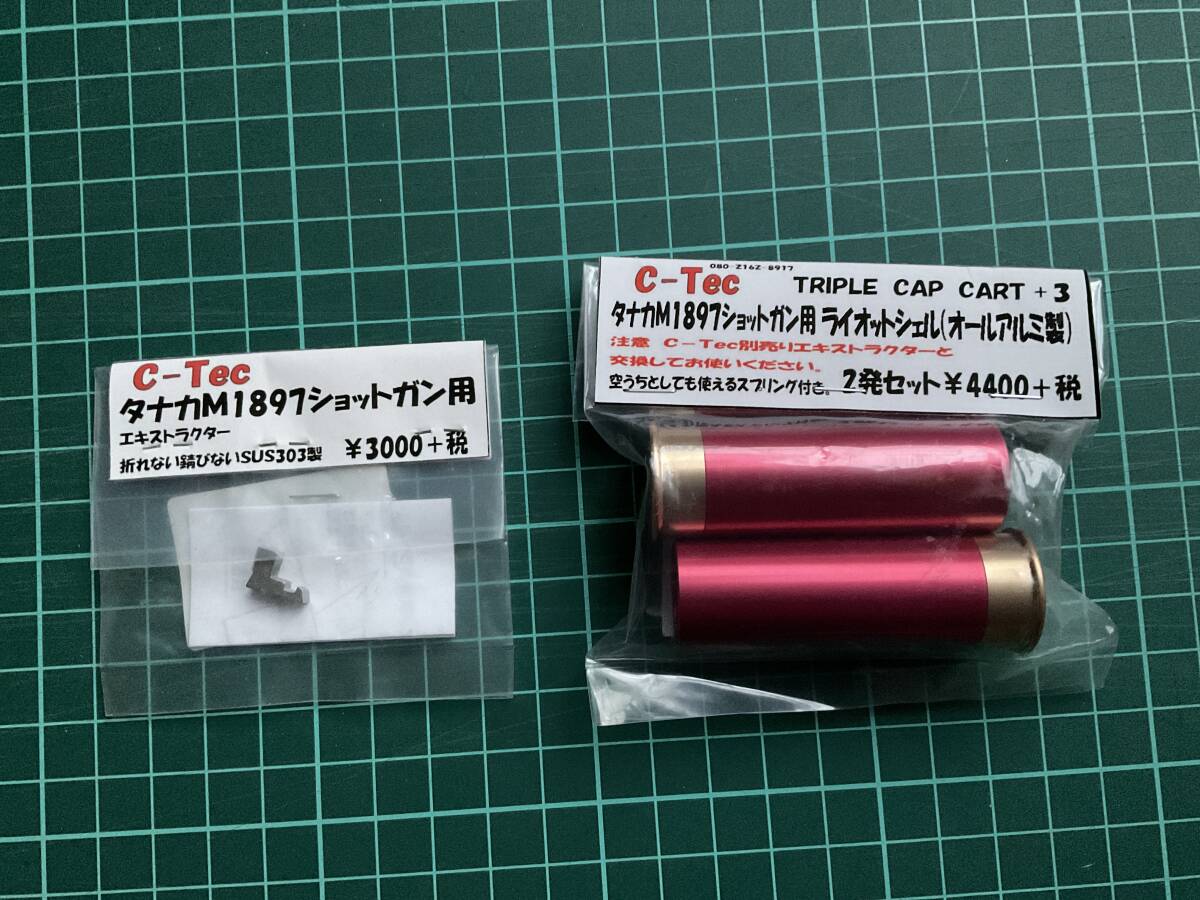 C-Tec
タナカM1897ショットガン用
エキストラクター
折れない錆びないSUS303製 ¥3000+税
080-2162-8917
C-Tec TRIPLE CAP CART +3
タナカM1897ショットガン用 ライオットシェル(オールアルミ製)
注意 C-Tec別売りエキストラクターと
交換してお使いください。
空うちとしても使えるスプリング付き。 2発セット¥4400+税